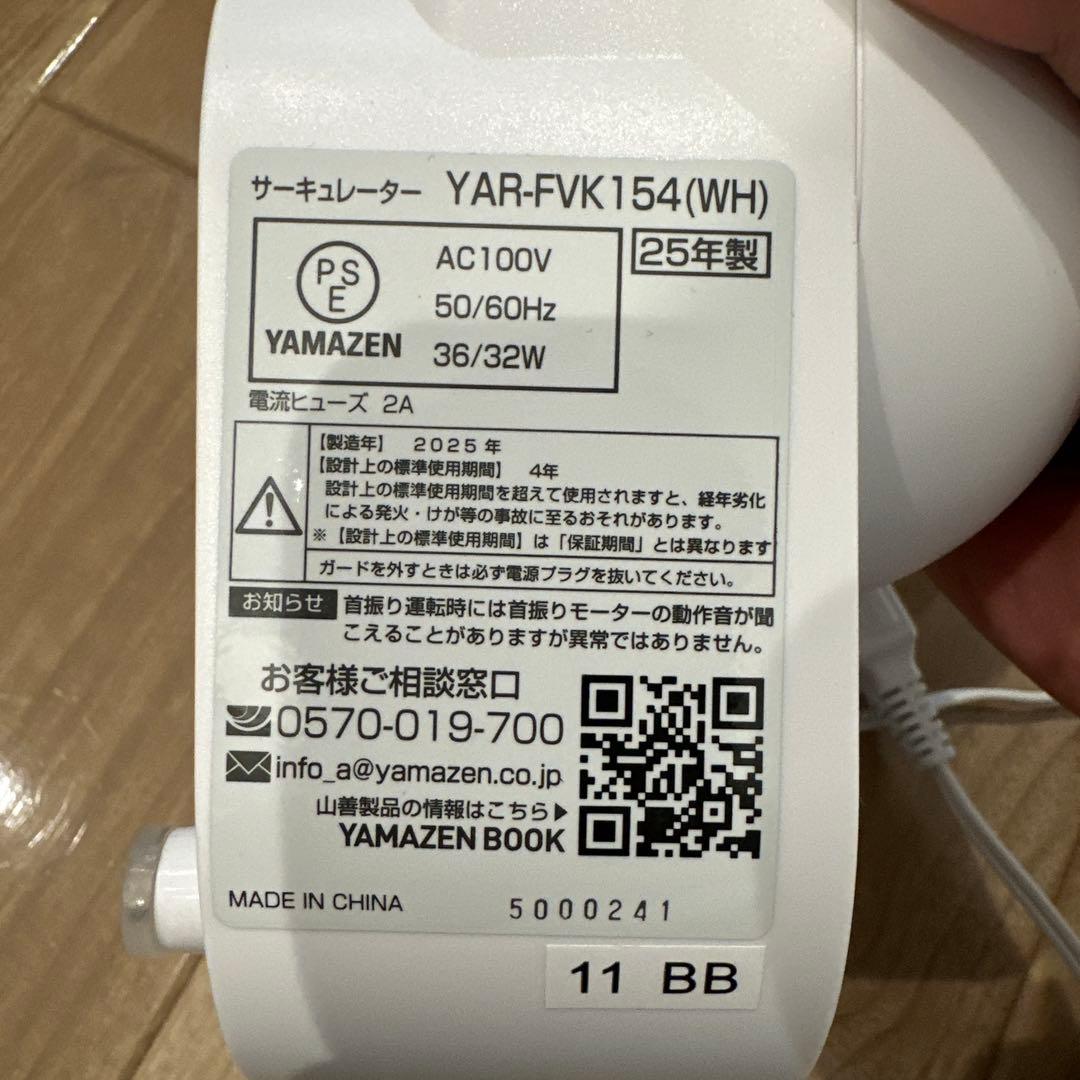 サーキュレーター YAR-FVK154(WH)
25年製
PSE
YAMAZEN
AC100V
50/60Hz
36/32W
電流ヒューズ 2A
【製造年】 2025年
【設計上の標準使用期間】 4年
設計上の標準使用期間を超えて使用されますと、経年劣化
による発火・けが等の事故に至るおそれがあります。
※【設計上の標準使用期間】は「保証期間」とは異なります
ガードを外すときは必ず電源プラグを抜いてください。
お知らせ 首振り運転時には首振りモーターの動作音が聞
こえることがありますが異常ではありません。
お客様ご相談窓口
0570-019-700
info_a@yamazen.co.jp
山善製品の情報はこちら▶
YAMAZEN BOOK
MADE IN CHINA 5000241
11 BB